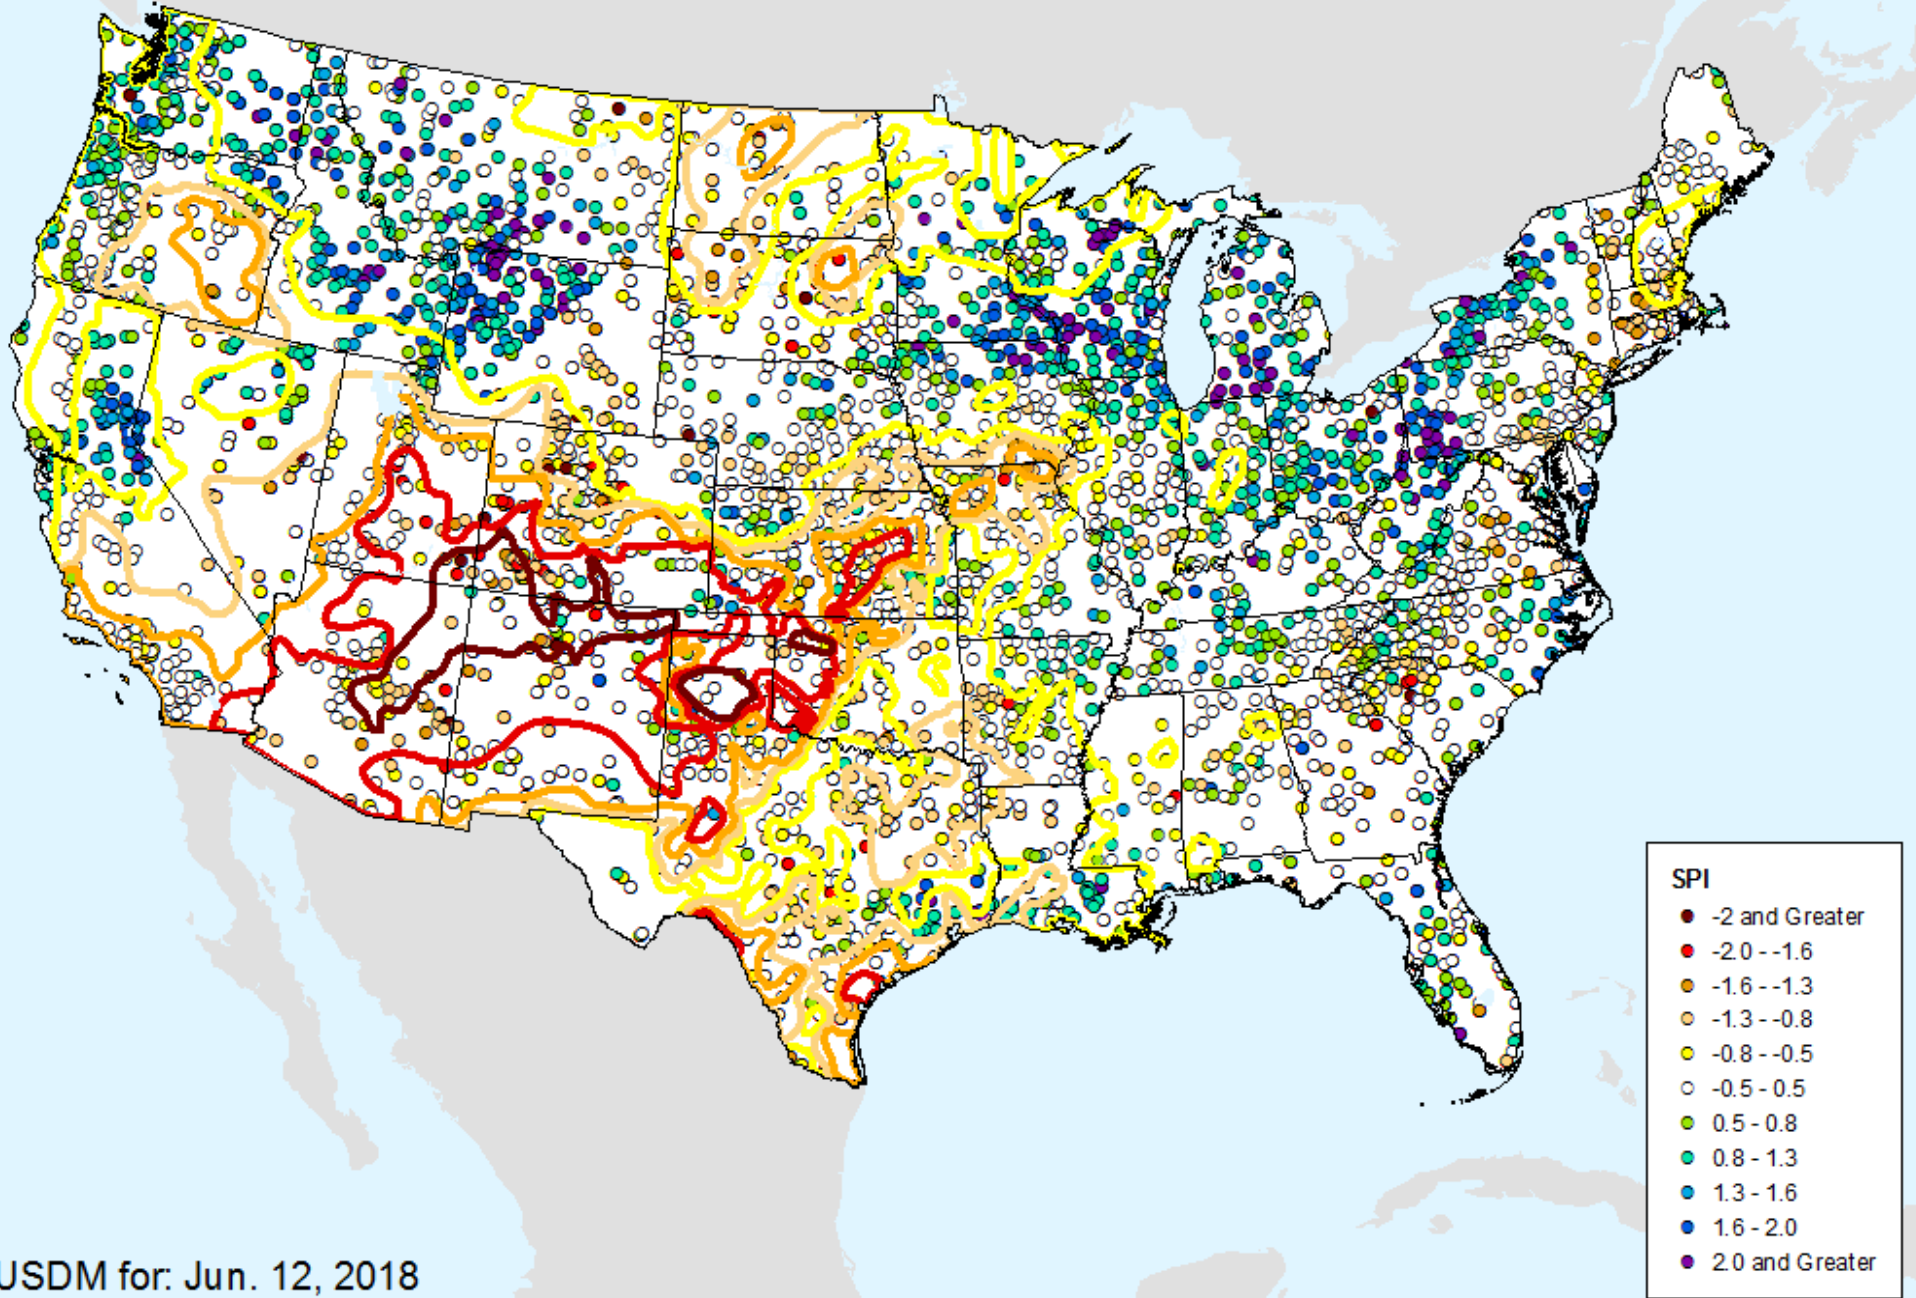 SPI
-2 and Greater
-2.0 - -1.6
-1.6 - -1.3
-1.3 - -0.8
-0.8 - -0.5
-0.5 - 0.5
0.5 - 0.8
0.8 - 1.3
1.3 - 1.6
1.6 - 2.0
2.0 and Greater
USDM for: Jun. 12, 2018